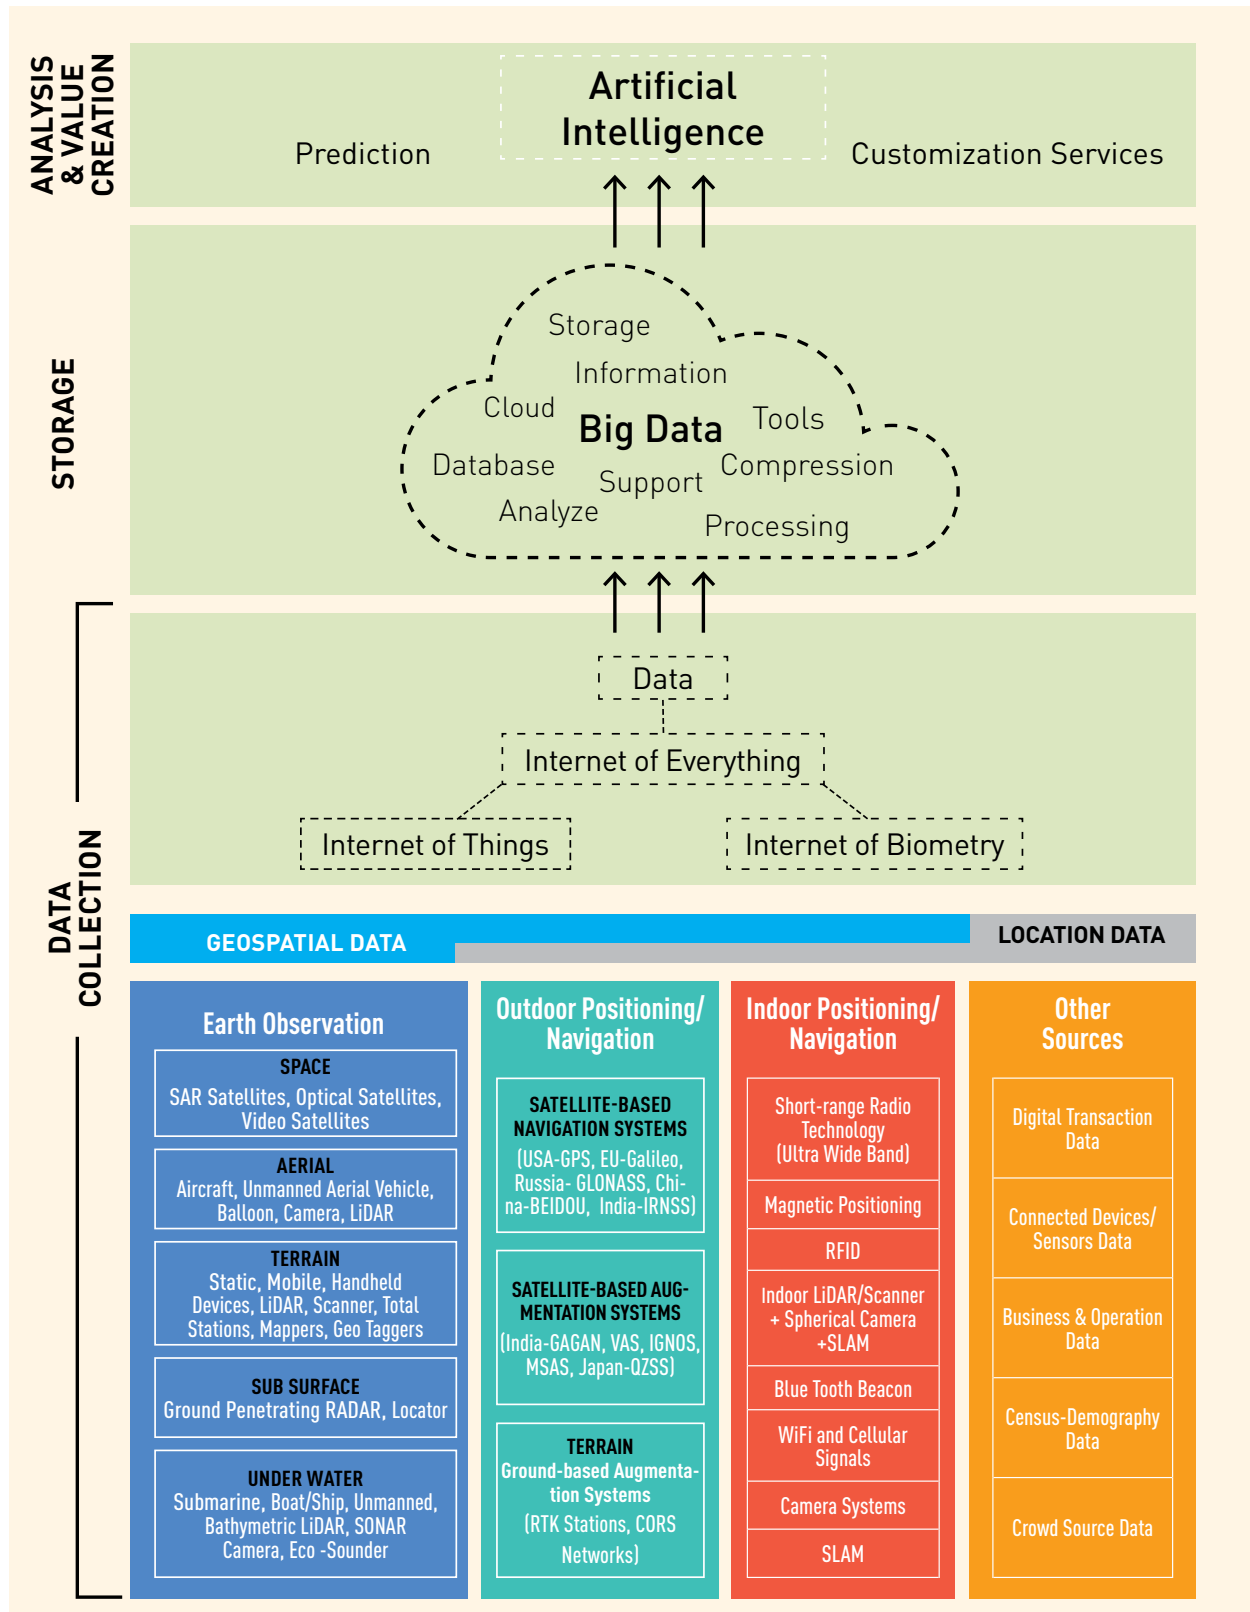 ANALYSIS
& VALUE
CREATION
Artificial
Intelligence
Prediction
Customization Services
STORAGE
Storage
Information
Cloud
Tools
Big Data
Database
Compression
Support
Analyze
Processing
DATA
COLLECTION
Data
Internet of Everything
Internet of Things
Internet of Biometry
GEOSPATIAL DATA
LOCATION DATA
Earth Observation
SPACE
SAR Satellites, Optical Satellites,
Video Satellites
AERIAL
Aircraft, Unmanned Aerial Vehicle,
Balloon, Camera, LiDAR
TERRAIN
Static, Mobile, Handheld
Devices, LiDAR, Scanner, Total
Stations, Mappers, Geo Taggers
SUB SURFACE
Ground Penetrating RADAR, Locator
UNDER WATER
Submarine, Boat/Ship, Unmanned,
Bathymetric LiDAR, SONAR
Camera, Eco -Sounder
Outdoor Positioning/
Navigation
SATELLITE-BASED
NAVIGATION SYSTEMS
(USA-GPS, EU-Galileo,
Russia- GLONASS, Chi-
na-BEIDOU, India-IRNSS)
SATELLITE-BASED AUG-
MENTATION SYSTEMS
(India-GAGAN, VAS, IGNOS,
MSAS, Japan-QZSS)
TERRAIN
Ground-based Augmenta-
tion Systems
(RTK Stations, CORS
Networks)
Indoor Positioning/
Navigation
Short-range Radio
Technology
(Ultra Wide Band)
Magnetic Positioning
RFID
Indoor LiDAR/Scanner
+ Spherical Camera
+SLAM
Blue Tooth Beacon
WiFi and Cellular
Signals
Camera Systems
SLAM
Other
Sources
Digital Transaction
Data
Connected Devices/
Sensors Data
Business & Operation
Data
Census-Demography
Data
Crowd Source Data